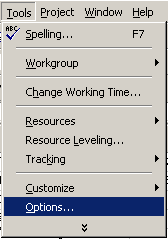 Tools Project Window Help
ABC Spelling... F7
Workgroup
Change Working Time...
Resources
Resource Leveling...
Tracking
Customize
Options...